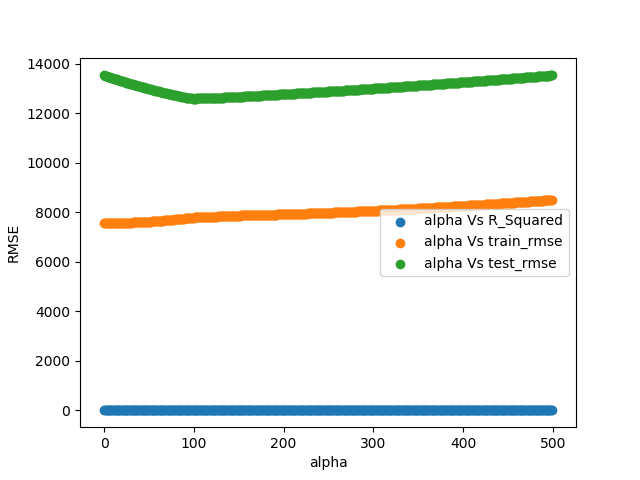 14000
12000
10000
8000
6000
4000
2000
0
RMSE
alpha Vs R_Squared
alpha Vs train_rmse
alpha Vs test_rmse
0 100 200 300 400 500
alpha